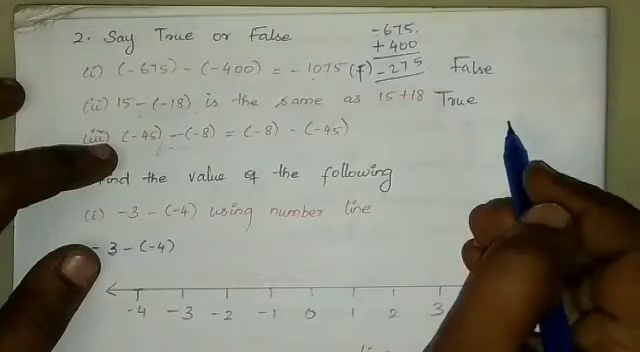 2. Say True or False
-675.
+400
-275
(i) (-675) - (-400) = - 1075 (F) False
(ii) 15 - (-18) is the same as 15+18 True
(iii) (-45) - (-8) = (-8) - (-45)
the value of the following
(i) -3 - (-4) using number line
- 3 - (-4)
-4 -3 -2 -1 0 1 2 3